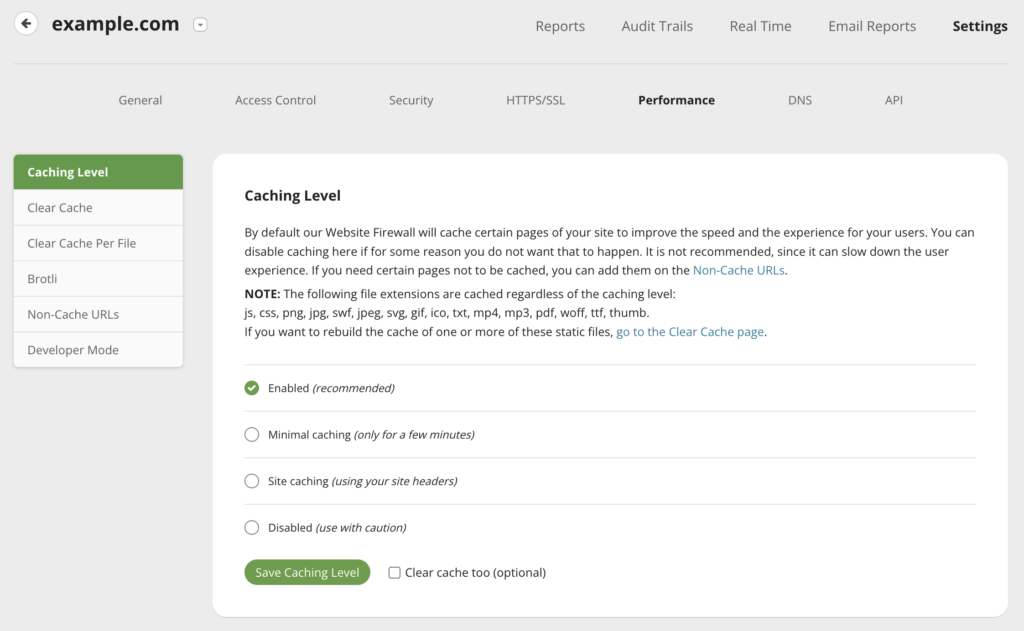 example.com
Reports
Audit Trails
Real Time
Email Reports
Settings
General
Access Control
Security
HTTPS/SSL
Performance
DNS
API
Caching Level
Clear Cache
Clear Cache Per File
Brotli
Non-Cache URLs
Developer Mode
Caching Level
By default our Website Firewall will cache certain pages of your site to improve the speed and the experience for your users. You can
disable caching here if for some reason you do not want that to happen. It is not recommended, since it can slow down the user
experience. If you need certain pages not to be cached, you can add them on the Non-Cache URLs.
NOTE: The following file extensions are cached regardless of the caching level:
js, css, png, jpg, swf, jpeg, svg, gif, ico, txt, mp4, mp3, pdf, woff, ttf, thumb.
If you want to rebuild the cache of one or more of these static files, go to the Clear Cache page.
Enabled (recommended)
Minimal caching (only for a few minutes)
Site caching (using your site headers)
Disabled (use with caution)
Save Caching Level
Clear cache too (optional)